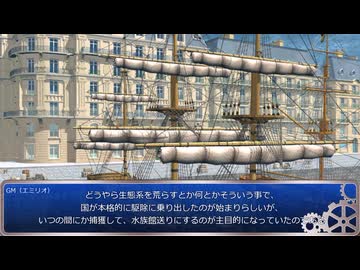 GM（エミリオ）
どうやら生態系を荒らすとか何とかそういう事で、
国が本格的に駆除に乗り出したのが始まりらしいが、
いつの間にか捕獲して、水族館送りにするのが主目的になっていたの